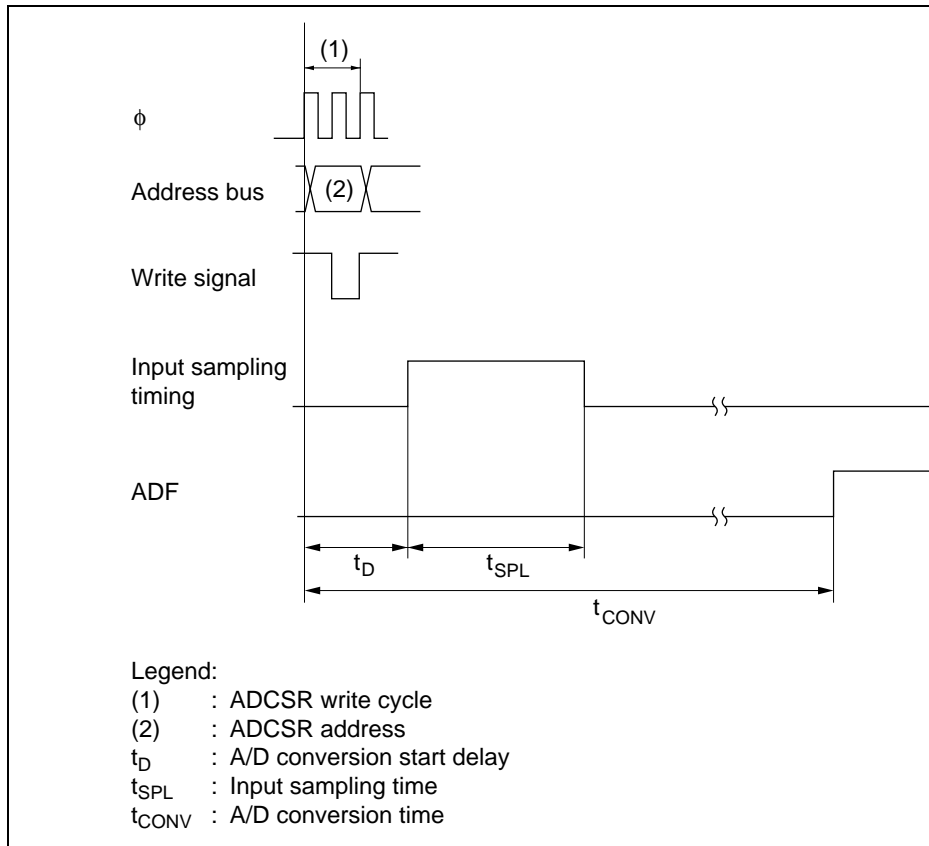 (1)
ϕ
Address bus
(2)
Write signal
Input sampling
timing
ADF
tD
tSPL
tCONV
Legend:
(1) : ADCSR write cycle
(2) : ADCSR address
tD : A/D conversion start delay
tSPL : Input sampling time
tCONV : A/D conversion time